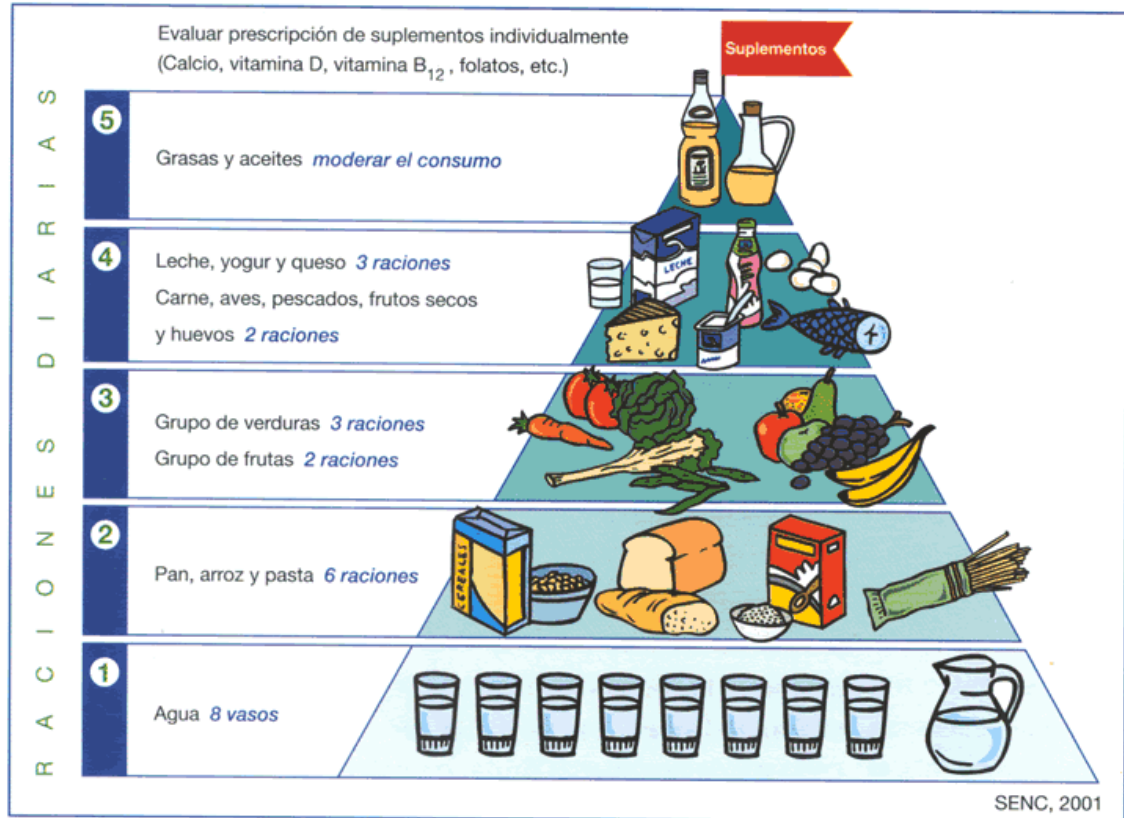 Evaluar prescripción de suplementos individualmente
(Calcio, vitamina D, vitamina B12, folatos, etc.)
Suplementos
RACIONES DIARIAS
5
Grasas y aceites moderar el consumo
4
Leche, yogur y queso 3 raciones
Carne, aves, pescados, frutos secos
y huevos 2 raciones
LECHE
3
Grupo de verduras 3 raciones
Grupo de frutas 2 raciones
2
Pan, arroz y pasta 6 raciones
CEREALES
1
Agua 8 vasos
SENC, 2001